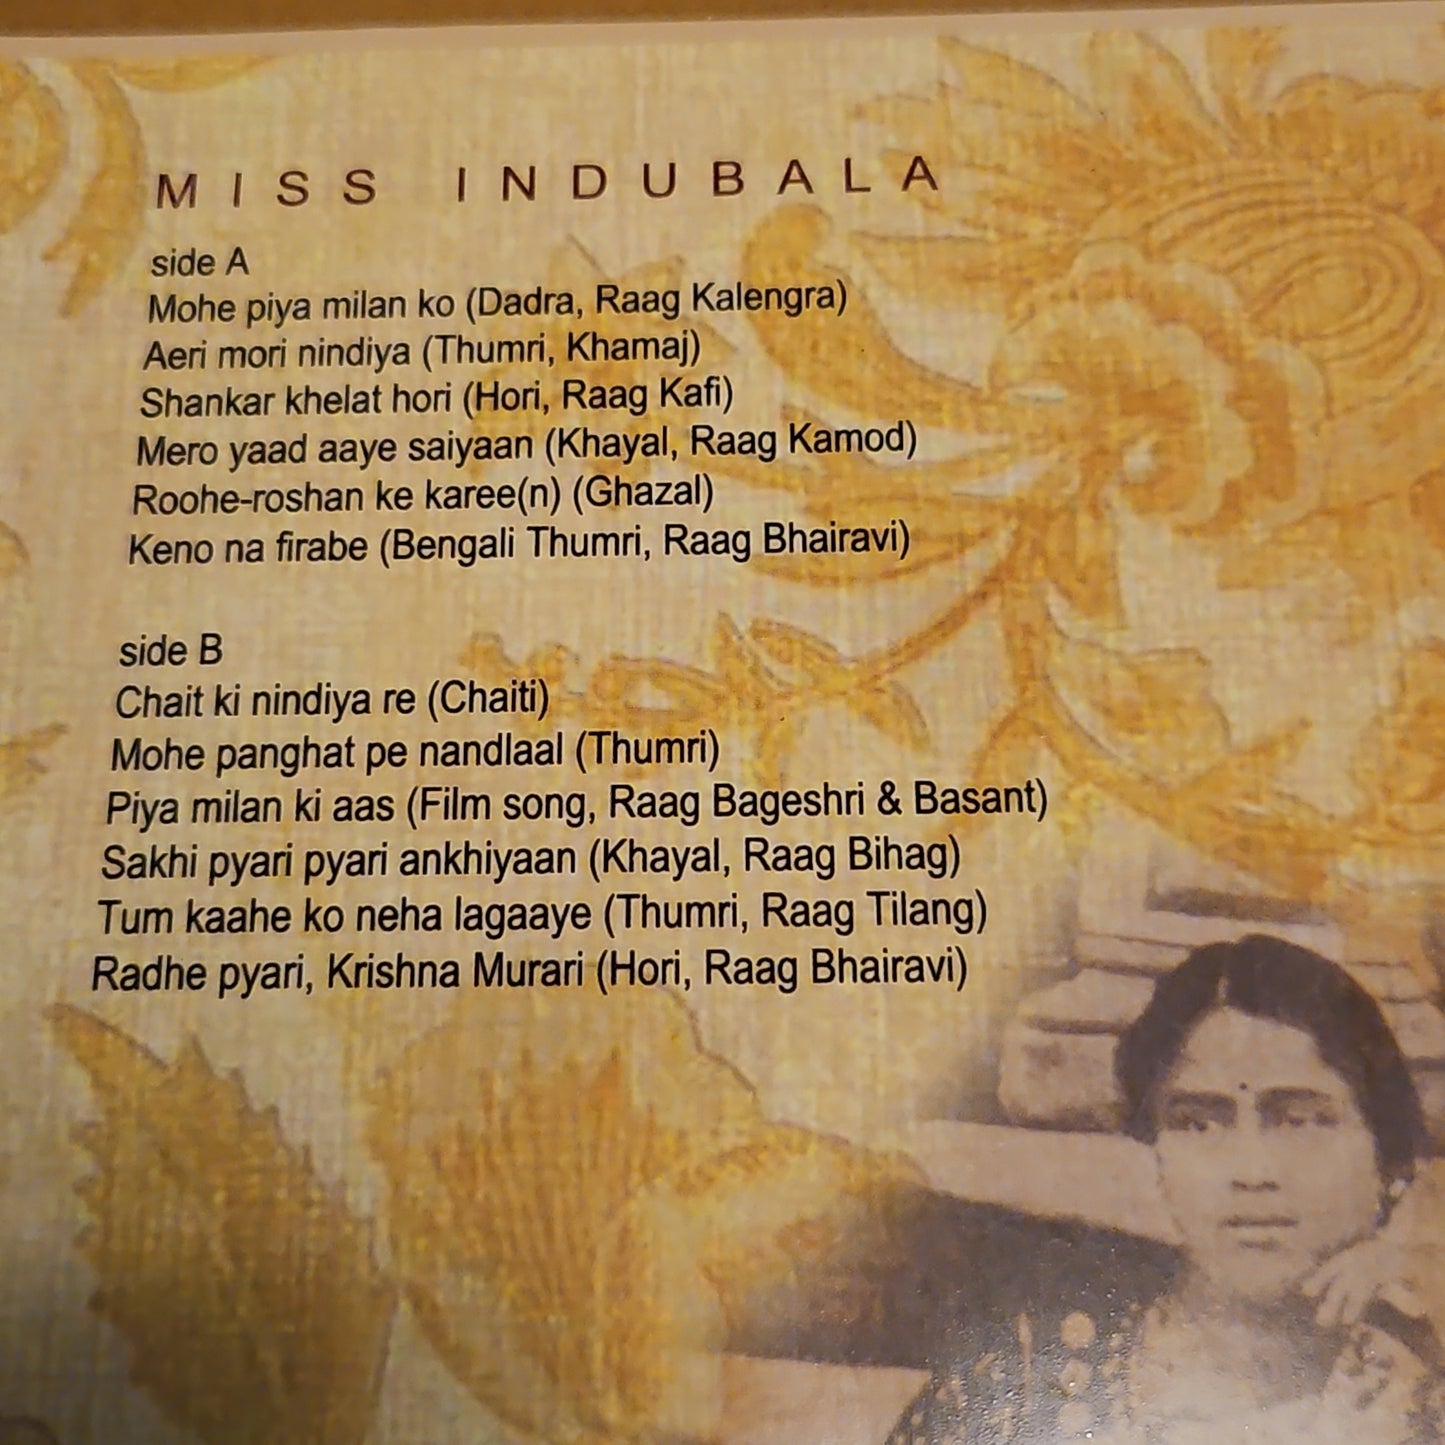 MISS INDUBALA
side A
Mohe piya milan ko (Dadra, Raag Kalengra)
Aeri mori nindiya (Thumri, Khamaj)
Shankar khelat hori (Hori, Raag Kafi)
Mero yaad aaye saiyaan (Khayal, Raag Kamod)
Roohe-roshan ke karee(n) (Ghazal)
Keno na firabe (Bengali Thumri, Raag Bhairavi)
side B
Chait ki nindiya re (Chaiti)
Mohe panghat pe nandlaal (Thumri)
Piya milan ki aas (Film song, Raag Bageshri & Basant)
Sakhi pyari pyari ankhiyaan (Khayal, Raag Bihag)
Tum kaahe ko neha lagaaye (Thumri, Raag Tilang)
Radhe pyari, Krishna Murari (Hori, Raag Bhairavi)